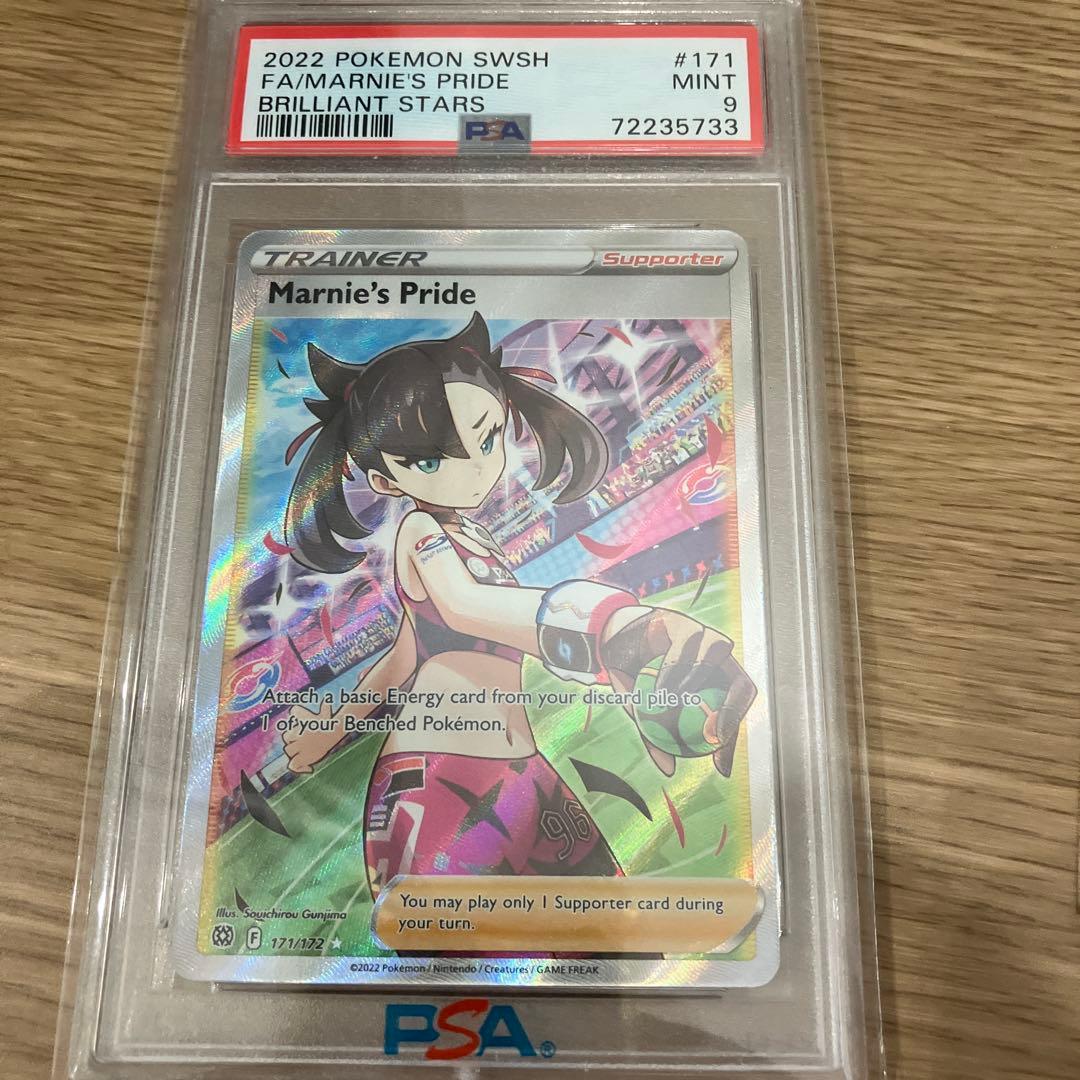 2022 POKEMON SWSH #171
FA/MARNIE'S PRIDE MINT
BRILLIANT STARS 9
PSA 72235733
TRAINER Supporter
Marnie's Pride
Attach a basic Energy card from your discard pile to
1 of your Benched Pokémon.
96
You may play only 1 Supporter card during
your turn.
Illus. Souichirou Gunjima
F 171/172
©2022 Pokémon / Nintendo / Creatures / GAME FREAK
PSA®